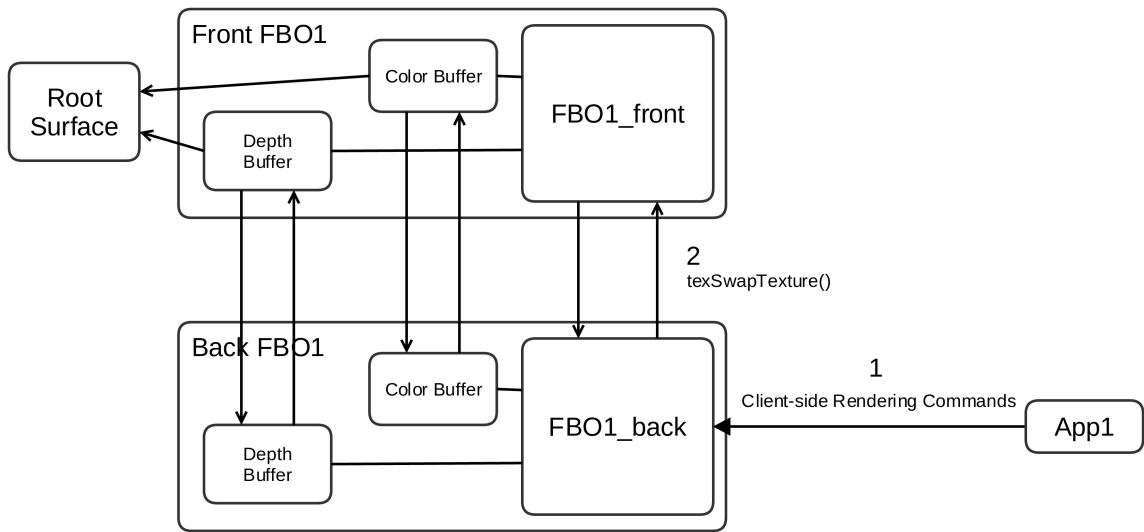 Front FBO1
Root
Surface
Color Buffer
FBO1_front
Depth
Buffer
2
texSwapTexture()
Back FBO1
Color Buffer
FBO1_back
1
Client-side Rendering Commands
App1
Depth
Buffer